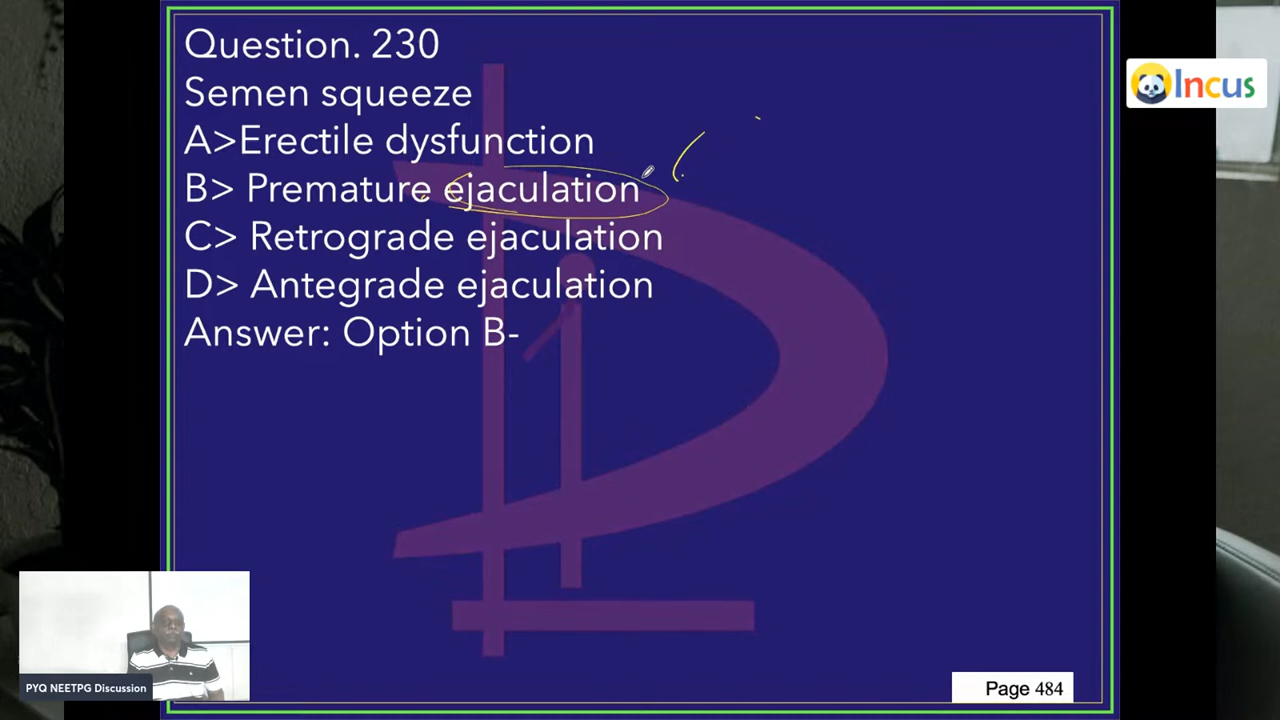 Question. 230
Semen squeeze
A>Erectile dysfunction
B> Premature ejaculation
C> Retrograde ejaculation
D> Antegrade ejaculation
Answer: Option B-
Incus
PYQ NEETPG Discussion
Page 484